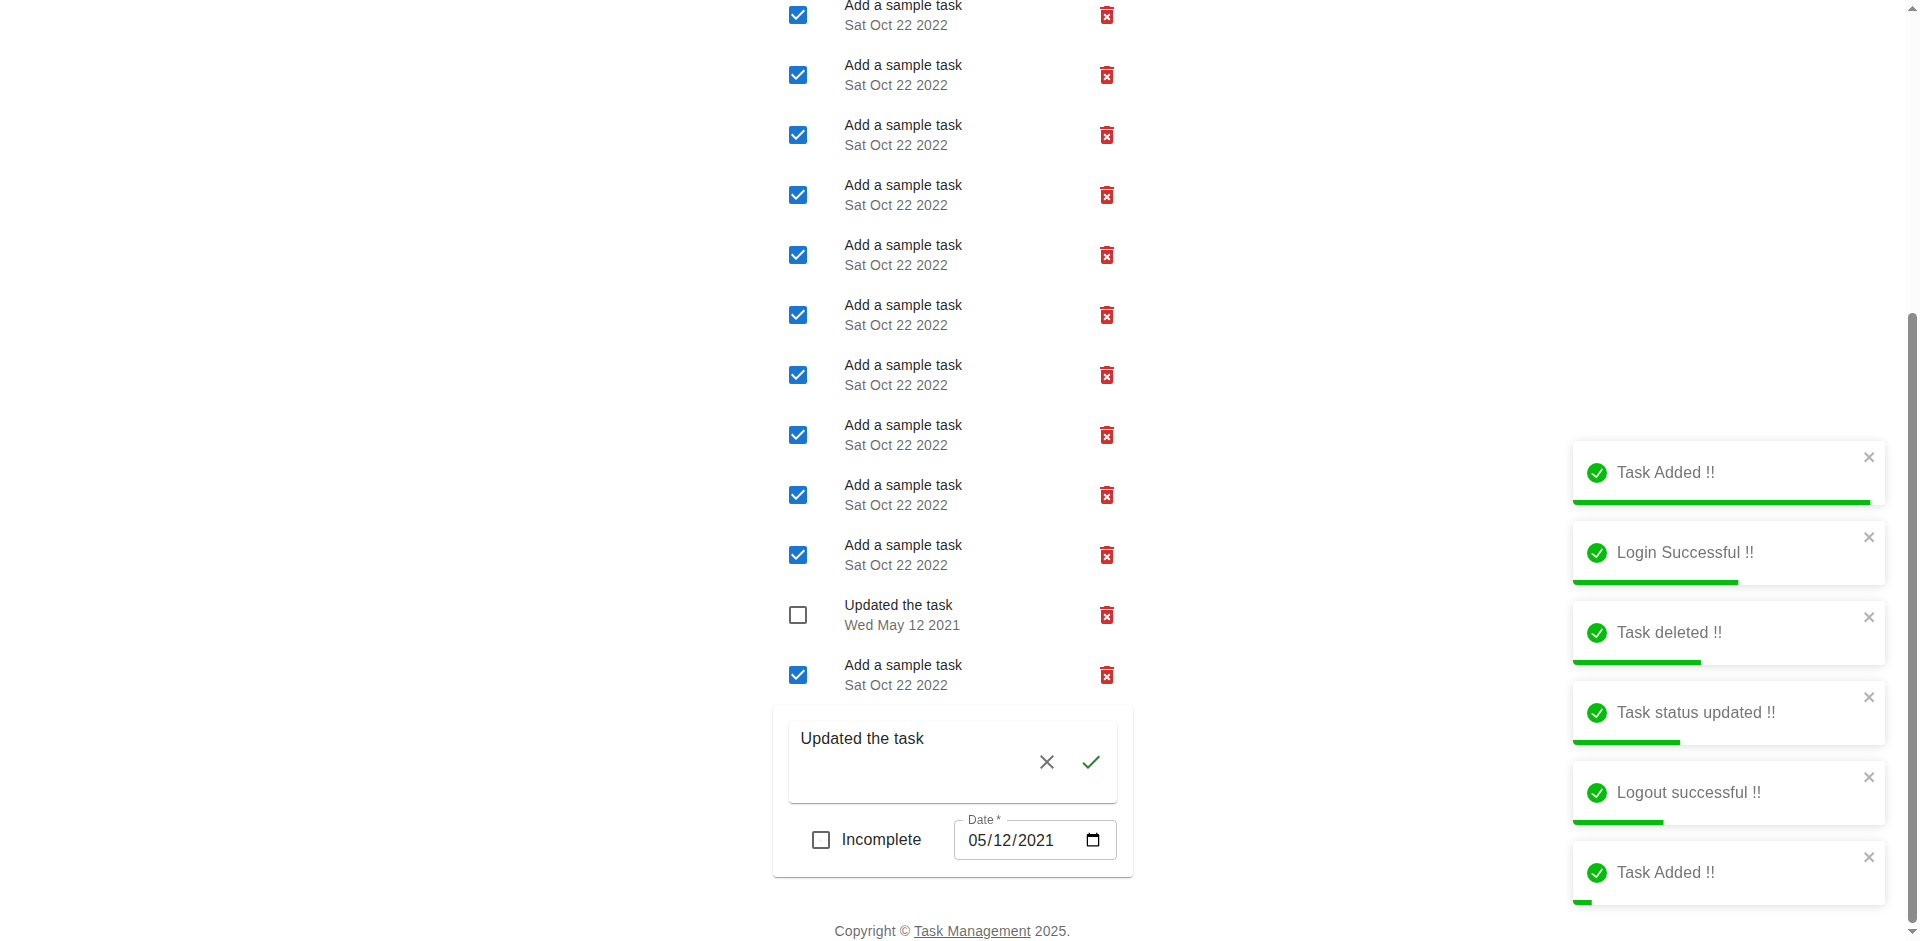 Add a sample task
Sat Oct 22 2022
Add a sample task
Sat Oct 22 2022
Add a sample task
Sat Oct 22 2022
Add a sample task
Sat Oct 22 2022
Add a sample task
Sat Oct 22 2022
Add a sample task
Sat Oct 22 2022
Add a sample task
Sat Oct 22 2022
Add a sample task
Sat Oct 22 2022
Add a sample task
Sat Oct 22 2022
Add a sample task
Sat Oct 22 2022
Updated the task
Wed May 12 2021
Add a sample task
Sat Oct 22 2022
Updated the task
Incomplete
Date *
05/12/2021
Copyright © Task Management 2025.
Task Added !!
Login Successful !!
Task deleted !!
Task status updated !!
Logout successful !!
Task Added !!